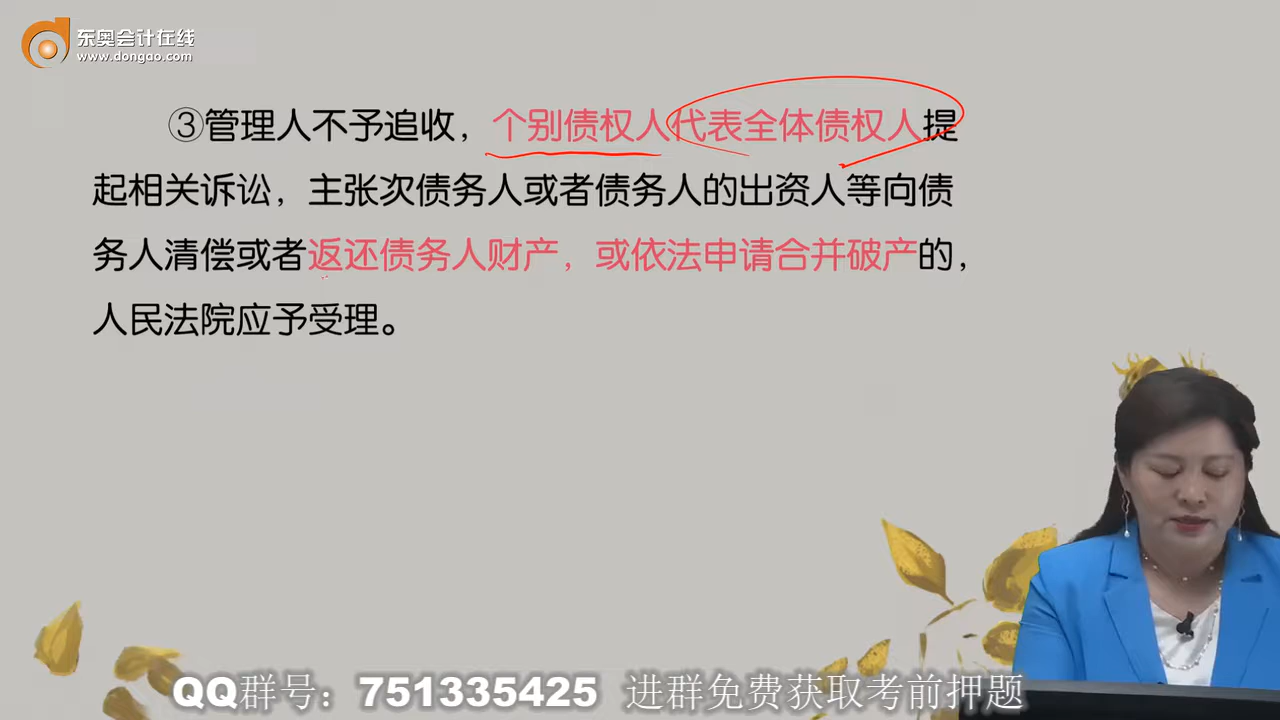 东奥会计在线
www.dongao.com
③管理人不予追收，个别债权人代表全体债权人提
起相关诉讼，主张次债务人或者债务人的出资人等向债
务人清偿或者返还债务人财产，或依法申请合并破产的，
人民法院应予受理。
QQ群号：751335425 进群免费获取考前押题